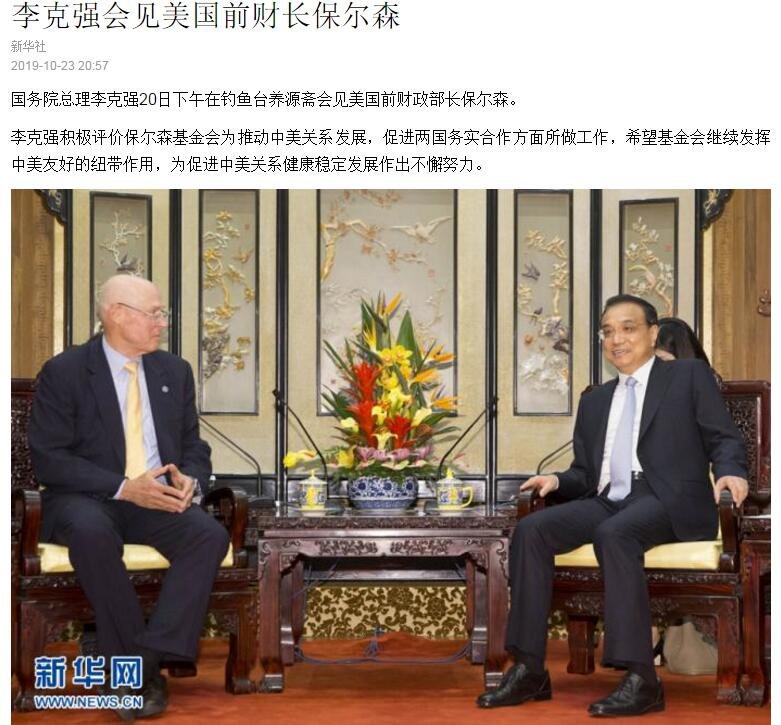 李克强会见美国前财长保尔森
新华社
2019-10-23 20:57
国务院总理李克强20日下午在钓鱼台养源斋会见美国前财政部长保尔森。
李克强积极评价保尔森基金会为推动中美关系发展，促进两国务实合作方面所做工作，希望基金会继续发挥
中美友好的纽带作用，为促进中美关系健康稳定发展作出不懈努力。
新华网
WWW.NEWS.CN